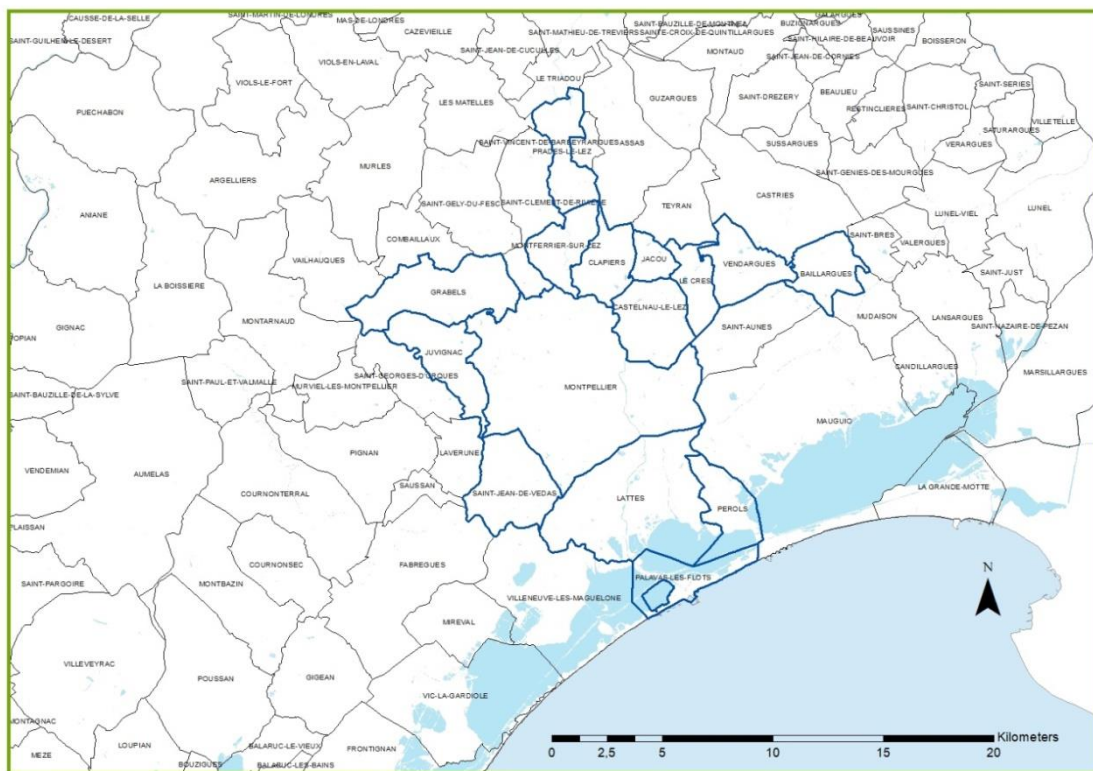 CAUSSE-DE-LA-SELLE
SAINT-MARTIN-DE-LONDRES
MAS-DE-LONDRES
CAZEVIEILLE
SAINT-MATHIEU-DE-TREVIERS
SAINTE-CROIX-DE-QUINTILLARGUES
BUZIGNARGUES
SAUSSINES
SAINT-HILAIRE-DE-BEAUVOIR
BOISSERON
SAINT-GUILHEM-LE-DESERT
SAINT-JEAN-DE-CUCULLES
MONTAUD
SAINT-JEAN-DE-CORNIES
VIOLS-EN-LAVAL
LE TRIADOU
VIOLS-LE-FORT
GUZARGUES
SAINT-DREZERY
BEAULIEU
SAINT-SERIES
LES MATELLES
RESTINCLIERES
SAINT-CHRISTOL
VILLETELLE
PUECHABON
SATURARGUES
SAINT-VINCENT-DE-BARBEYRARGUES
ASSAS
SUSSARGUES
VERARGUES
PRADES-LE-LEZ
MURLES
SAINT-GENIES-DES-MOURGUES
ARGELLIERS
CASTRIES
SAINT-GELY-DU-FESC
SAINT-CLEMENT-DE-RIVIERE
TEYRAN
LUNEL-VIEL
LUNEL
ANIANE
SAINT-BRES
COMBAILLAUX
MONTFERRIER-SUR-LEZ
VALERGUES
VAILHAUQUES
CLAPIERS
JACOU
VENDARGUES
BAILLARGUES
SAINT-JUST
LE CRES
LA BOISSIERE
GRABELS
CASTELNAU-LE-LEZ
MUDAISON
LANSARGUES
MONTARNAUD
SAINT-AUNES
SAINT-NAZAIRE-DE-PEZAN
GIGNAC
OPIAN
JUVIGNAC
CANDILLARGUES
MARSILLARGUES
SAINT-PAUL-ET-VALMALLE
SAINT-GEORGES-D'ORQUES
MURVIEL-LES-MONTPELLIER
MONTPELLIER
SAINT-BAUZILLE-DE-LA-SYLVE
MAUGUIO
VENDEMIAN
AUMELAS
PIGNAN
LAVERUNE
SAUSSAN
LA GRANDE-MOTTE
COURNONTERRAL
SAINT-JEAN-DE-VEDAS
LATTES
PEROLS
PLAISSAN
COURNONSEC
FABREGUES
SAINT-PARGOIRE
MONTBAZIN
PALAVAS-LES-FLOTS
N
VILLENEUVE-LES-MAGUELONE
MIREVAL
VILLEVEYRAC
POUSSAN
GIGEAN
VIC-LA-GARDIOLE
MONTAGNAC
LOUPIAN
BALARUC-LE-VIEUX
FRONTIGNAN
MEZE
BOUZIGUES
BALARUC-LES-BAINS
Kilometers
0 2,5 5 10 15 20